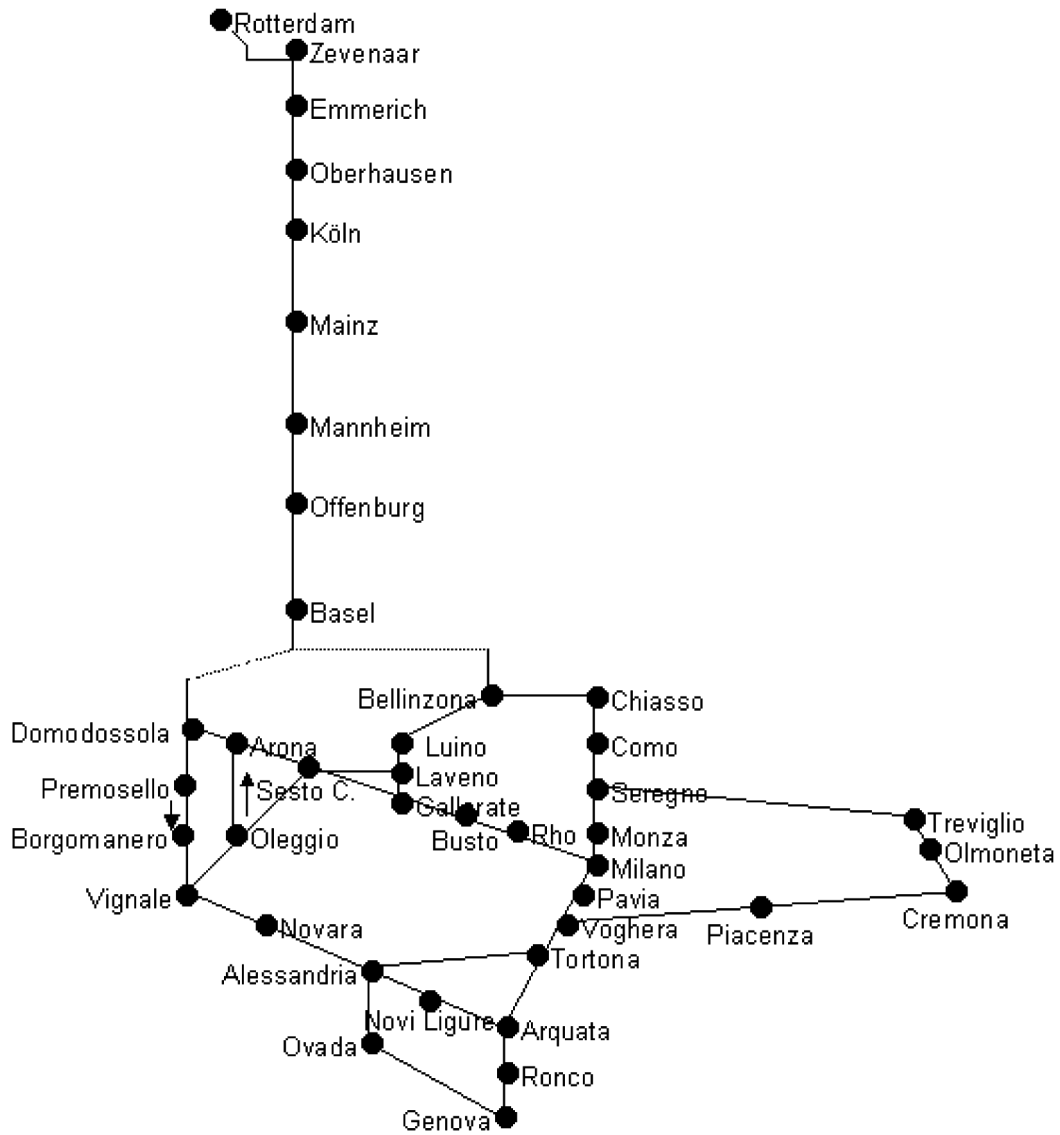 Rotterdam
Zevenaar
Emmerich
Oberhausen
Köln
Mainz
Mannheim
Offenburg
Basel
Bellinzona
Chiasso
Domodossola
Arona
Luino
Como
Premosello
Sesto C.
Laveno
Gallarate
Seregno
Borgomanero
Oleggio
Busto
Rho
Monza
Treviglio
Olmoneta
Milano
Vignale
Pavia
Cremona
Novara
Voghera
Piacenza
Alessandria
Tortona
Novi Ligure
Arquata
Ovada
Ronco
Genova